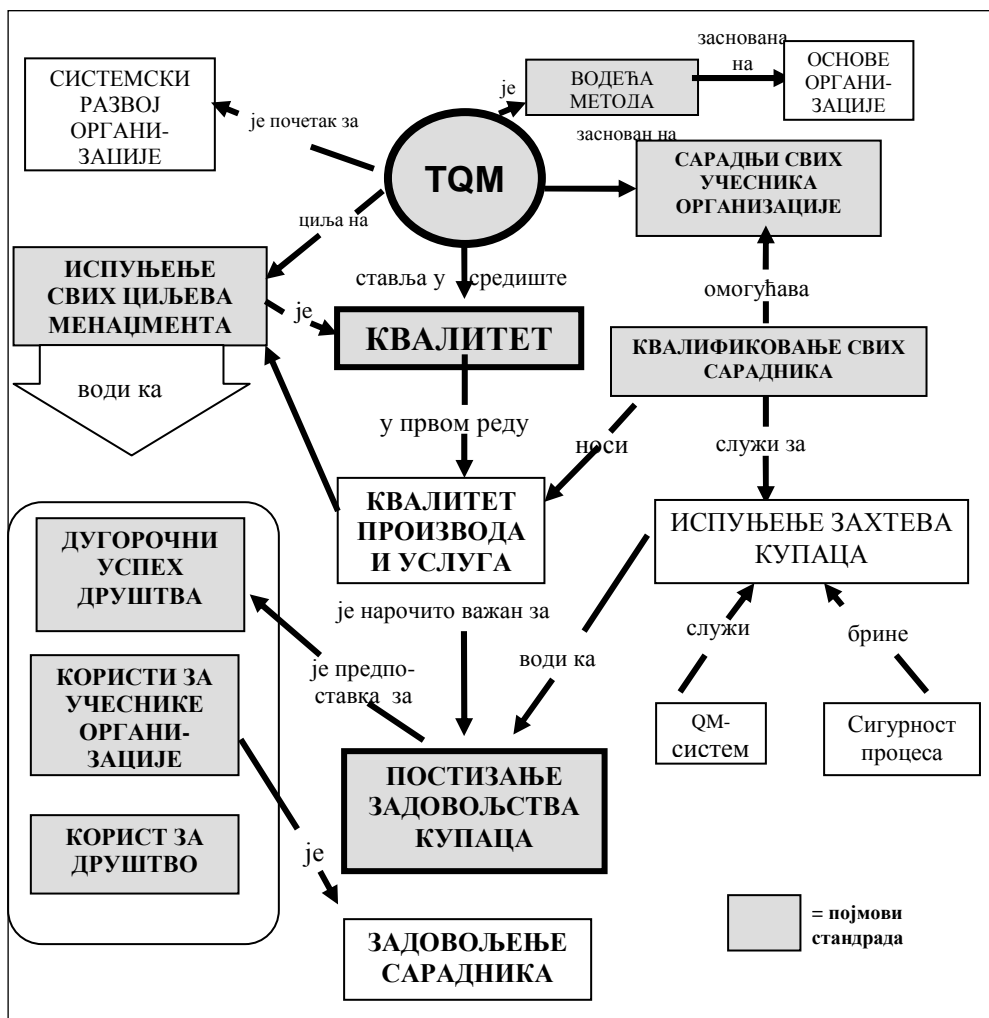 заснована
на
СИСТЕМСКИ
РАЗВОЈ
ОРГАНИ-
ЗАЦИЈЕ
је
ВОДЕЋА
МЕТОДА
ОСНОВЕ
ОРГАНИ-
ЗАЦИЈЕ
је почетак за
заснован на
TQM
САРАДЊИ СВИХ
УЧЕСНИКА
ОРГАНИЗАЦИЈЕ
циља на
ИСПУЊЕЊЕ
СВИХ ЦИЉЕВА
МЕНАЏМЕНТА
ставља у средиште
омогућава
је
КВАЛИТЕТ
КВАЛИФИКОВАЊЕ СВИХ
САРАДНИКА
води ка
у првом реду
носи
служи за
КВАЛИТЕТ
ПРОИЗВОДА
И УСЛУГА
ИСПУЊЕЊЕ ЗАХТЕВА
КУПАЦА
ДУГОРОЧНИ
УСПЕХ
ДРУШТВА
је нарочито важан за
служи
брине
је предпо-
ставка за
води ка
КОРИСТИ ЗА
УЧЕСНИКЕ
ОРГАНИ-
ЗАЦИЈЕ
QM-
систем
Сигурност
процеса
ПОСТИЗАЊЕ
ЗАДОВОЉСТВА
КУПАЦА
КОРИСТ ЗА
ДРУШТВО
је
ЗАДОВОЉЕЊЕ
САРАДНИКА
= појмови
стандрада